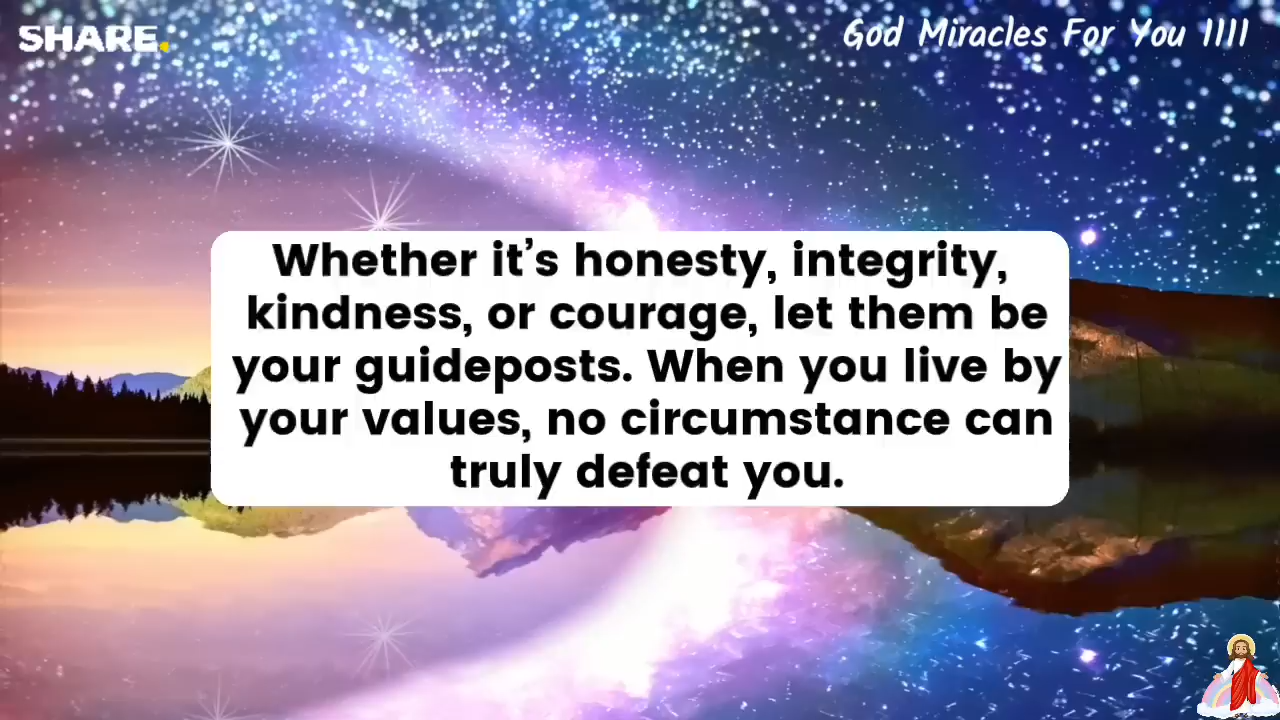 SHARE.
God Miracles For You 1111
Whether it’s honesty, integrity,
kindness, or courage, let them be
your guideposts. When you live by
your values, no circumstance can
truly defeat you.